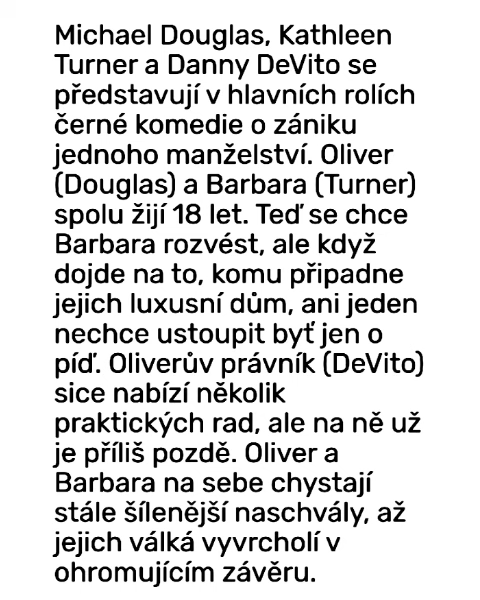 Michael Douglas, Kathleen
Turner a Danny DeVito se
představují v hlavních rolích
černé komedie o zániku
jednoho manželství. Oliver
(Douglas) a Barbara (Turner)
spolu žijí 18 let. Teď se chce
Barbara rozvést, ale když
dojde na to, komu připadne
jejich luxusní dům, ani jeden
nechce ustoupit byť jen o
píď. Oliverův právník (DeVito)
sice nabízí několik
praktických rad, ale na ně už
je příliš pozdě. Oliver a
Barbara na sebe chystají
stále šílenější naschvály, až
jejich válká vyvrcholí v
ohromujícím závěru.